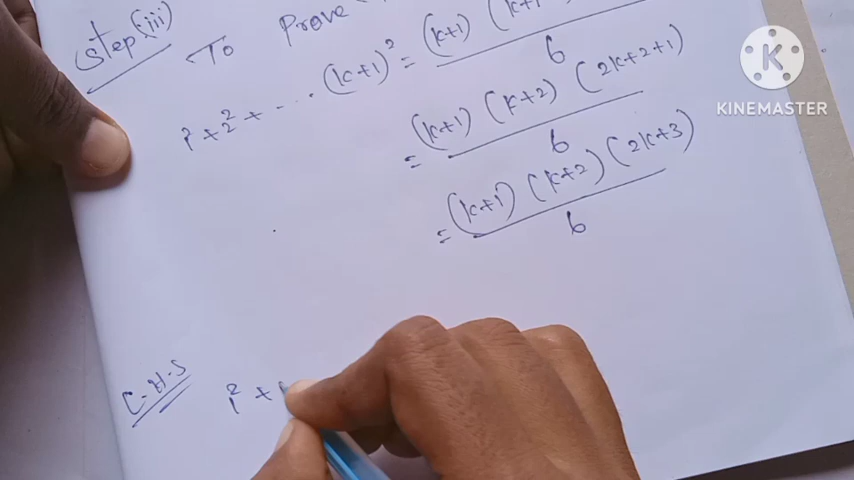 Step (iii)
To Prove
1² + 2² + - - - · (k+1)² = (k+1) (k+1
6
= (k+1) (k+2) (2k+2+1)
6
= (k+1) (k+2) (2k+3)
6
L.H.S 1² +
K
KINEMASTER